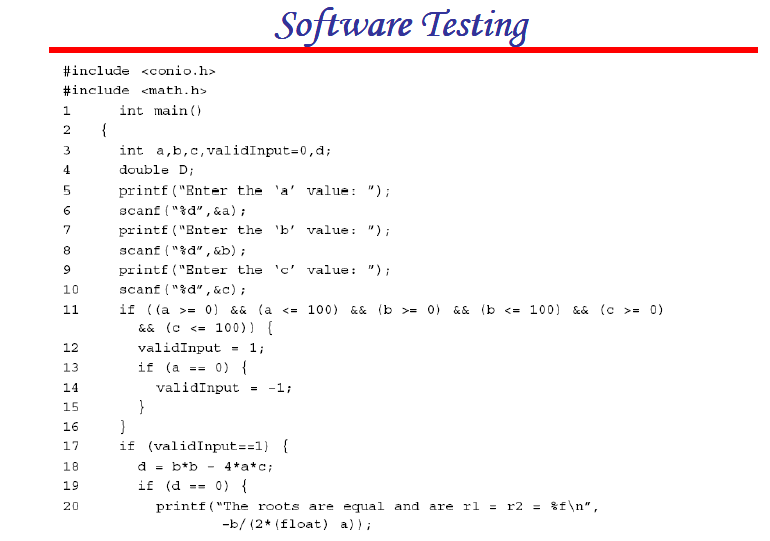 Software Testing
#include <conio.h>
#include <math.h>
1 int main()
2 {
3 int a,b,c,validInput=0,d;
4 double D;
5 printf(“Enter the ‘a’ value: ”);
6 scanf(“%d”,&a);
7 printf(“Enter the ‘b’ value: ”);
8 scanf(“%d”,&b);
9 printf(“Enter the ‘c’ value: ”);
10 scanf(“%d”,&c);
11 if ((a >= 0) && (a <= 100) && (b >= 0) && (b <= 100) && (c >= 0)
&& (c <= 100)) {
12 validInput = 1;
13 if (a == 0) {
14 validInput = -1;
15 }
16 }
17 if (validInput==1) {
18 d = b*b - 4*a*c;
19 if (d == 0) {
20 printf(“The roots are equal and are r1 = r2 = %f\n”,
-b/(2*(float) a));